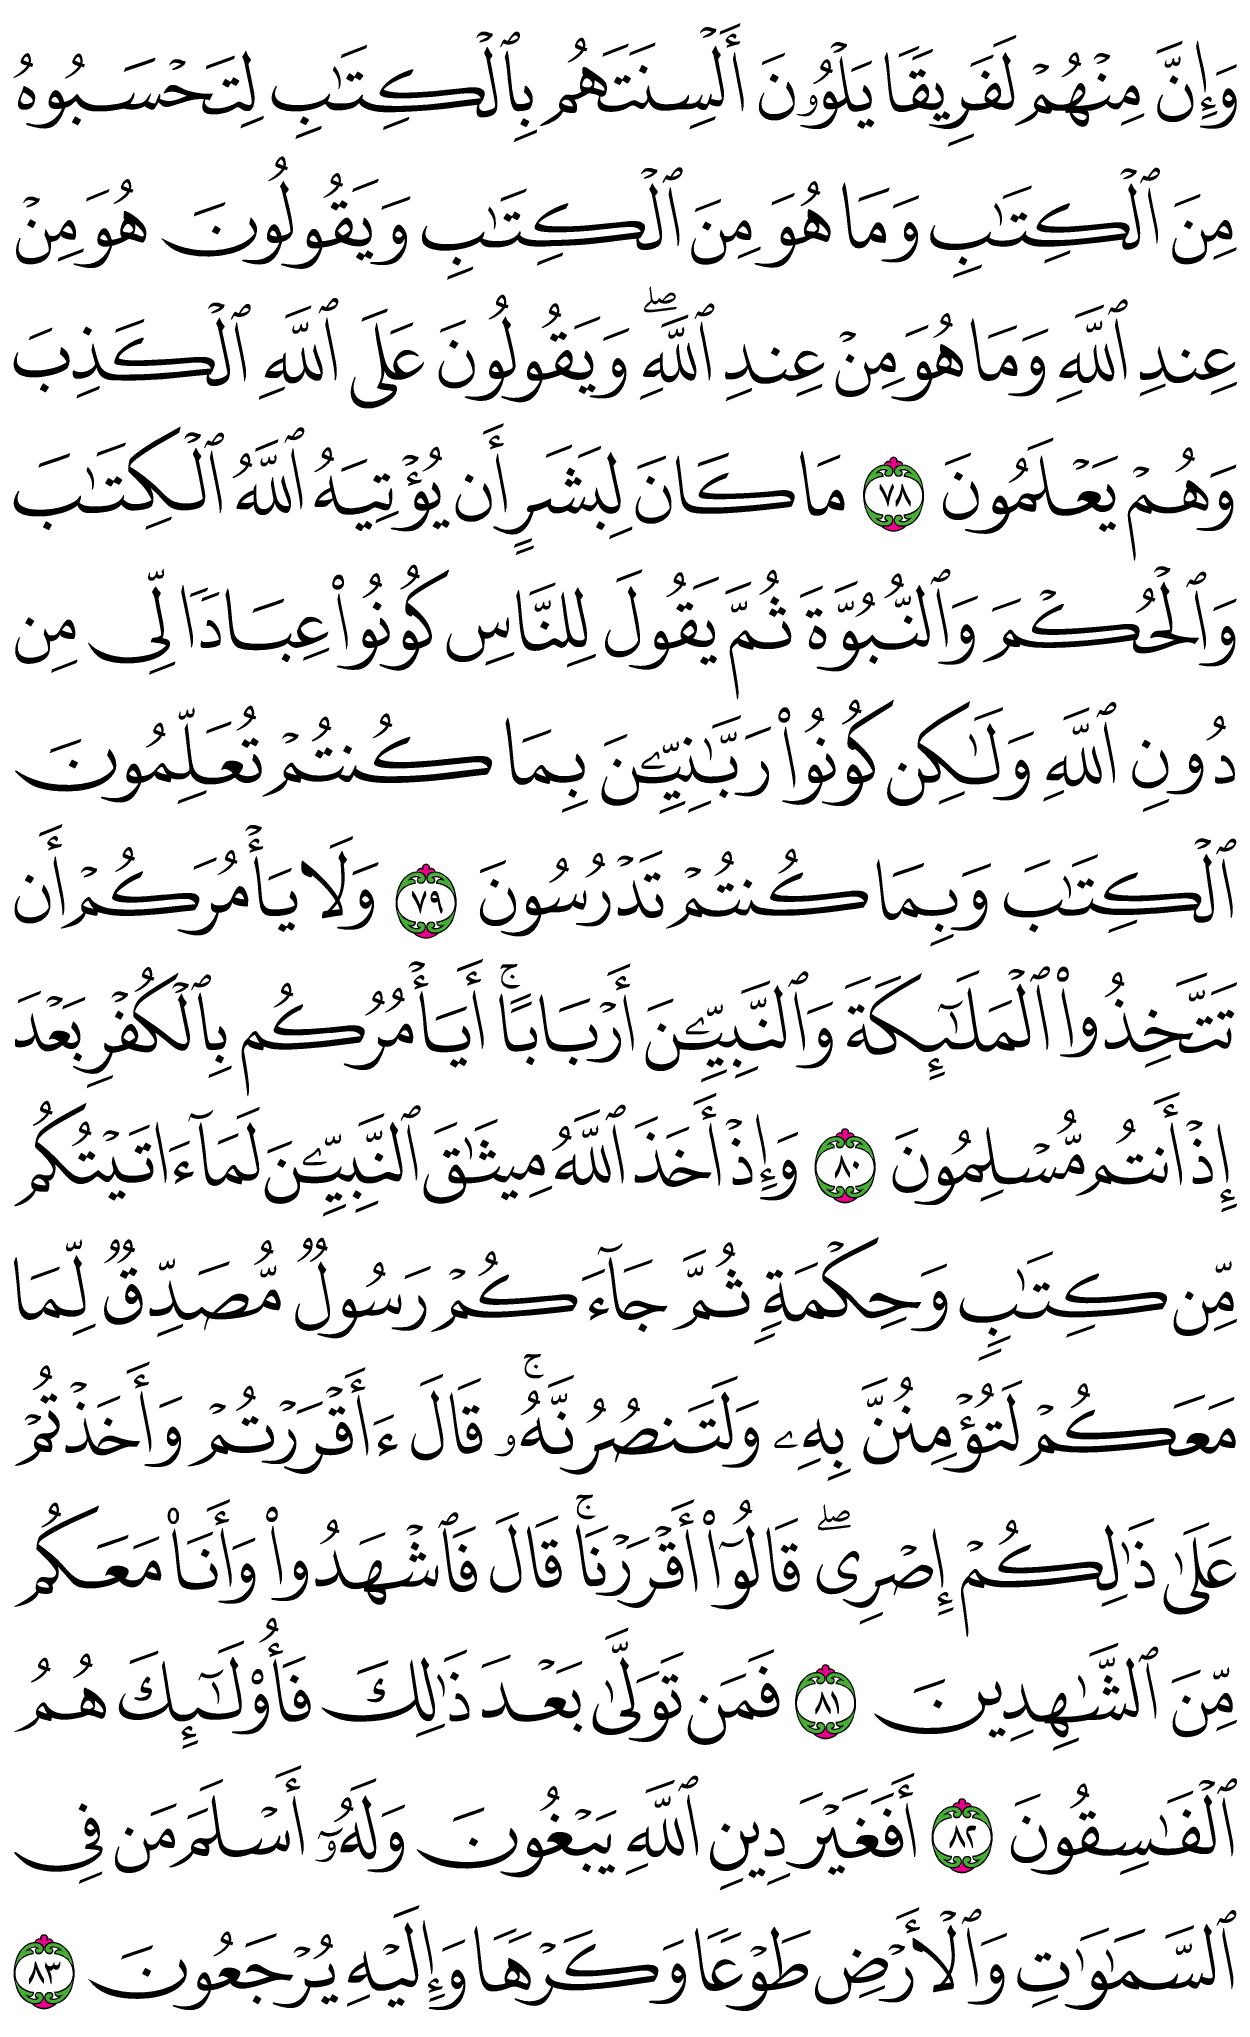 وَإِنَّ مِنۡهُمۡ لَفَرِيقٗا يَلۡوُۥنَ أَلۡسِنَتَهُم بِٱلۡكِتَٰبِ لِتَحۡسَبُوهُ
مِنَ ٱلۡكِتَٰبِ وَمَا هُوَ مِنَ ٱلۡكِتَٰبِ وَيَقُولُونَ هُوَ مِنۡ
عِندِ ٱللَّهِ وَمَا هُوَ مِنۡ عِندِ ٱللَّهِۖ وَيَقُولُونَ عَلَى ٱللَّهِ ٱلۡكَذِبَ
وَهُمۡ يَعۡلَمُونَ ٧٨ مَا كَانَ لِبَشَرٍ أَن يُؤۡتِيَهُ ٱللَّهُ ٱلۡكِتَٰبَ
وَٱلۡحُكۡمَ وَٱلنُّبُوَّةَ ثُمَّ يَقُولَ لِلنَّاسِ كُونُواْ عِبَادٗا لِّي مِن
دُونِ ٱللَّهِ وَلَٰكِن كُونُواْ رَبَّٰنِيِّـۧنَ بِمَا كُنتُمۡ تُعَلِّمُونَ
ٱلۡكِتَٰبَ وَبِمَا كُنتُمۡ تَدۡرُسُونَ ٧٩ وَلَا يَأۡمُرَكُمۡ أَن
تَتَّخِذُواْ ٱلۡمَلَٰٓئِكَةَ وَٱلنَّبِيِّـۧنَ أَرۡبَابًاۚ أَيَأۡمُرُكُم بِٱلۡكُفۡرِ بَعۡدَ
إِذۡ أَنتُم مُّسۡلِمُونَ ٨٠ وَإِذۡ أَخَذَ ٱللَّهُ مِيثَٰقَ ٱلنَّبِيِّـۧنَ لَمَآ ءَاتَيۡتُكُم
مِّن كِتَٰبٖ وَحِكۡمَةٖ ثُمَّ جَآءَكُمۡ رَسُولٞ مُّصَدِّقٞ لِّمَا
مَعَكُمۡ لَتُؤۡمِنُنَّ بِهِۦ وَلَتَنصُرُنَّهُۥۚ قَالَ ءَأَقۡرَرۡتُمۡ وَأَخَذۡتُمۡ
عَلَىٰ ذَٰلِكُمۡ إِصۡرِيۖ قَالُوٓاْ أَقۡرَرۡنَاۚ قَالَ فَٱشۡهَدُواْ وَأَنَا۠ مَعَكُم
مِّنَ ٱلشَّٰهِدِينَ ٨١ فَمَن تَوَلَّىٰ بَعۡدَ ذَٰلِكَ فَأُوْلَٰٓئِكَ هُمُ
ٱلۡفَٰسِقُونَ ٨٢ أَفَغَيۡرَ دِينِ ٱللَّهِ يَبۡغُونَ وَلَهُۥٓ أَسۡلَمَ مَن فِي
ٱلسَّمَٰوَٰتِ وَٱلۡأَرۡضِ طَوۡعٗا وَكَرۡهٗا وَإِلَيۡهِ يُرۡجَعُونَ ٨٣